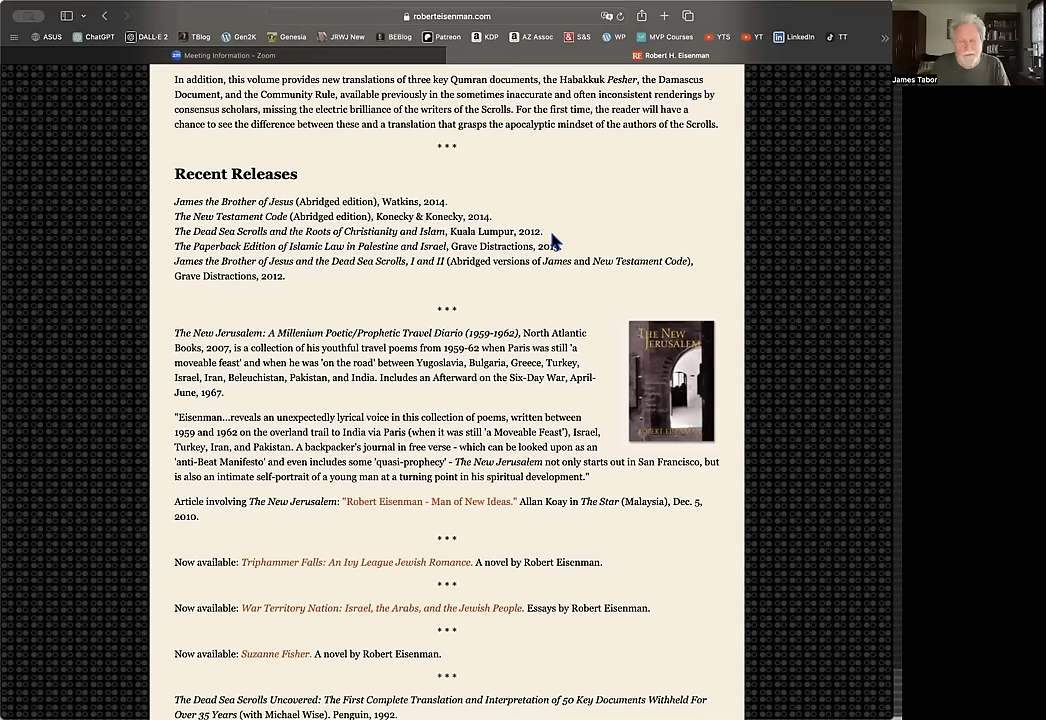 roberteisenman.com
ASUS ChatGPT DALL-E 2 TBlog Gen2K Genesia JRWJ New BEBlog Patreon KDP AZ Assoc S&S WP MVP Courses YTS YT LinkedIn TT
Meeting Information - Zoom
RE Robert H. Eisenman
James Tabor
In addition, this volume provides new translations of three key Qumran documents, the Habakkuk Pesher, the Damascus
Document, and the Community Rule, available previously in the sometimes inaccurate and often inconsistent renderings by
consensus scholars, missing the electric brilliance of the writers of the Scrolls. For the first time, the reader will have a
chance to see the difference between these and a translation that grasps the apocalyptic mindset of the authors of the Scrolls.
* * *
Recent Releases
James the Brother of Jesus (Abridged edition), Watkins, 2014.
The New Testament Code (Abridged edition), Konecky & Konecky, 2014.
The Dead Sea Scrolls and the Roots of Christianity and Islam, Kuala Lumpur, 2012.
The Paperback Edition of Islamic Law in Palestine and Israel, Grave Distractions,
James the Brother of Jesus and the Dead Sea Scrolls, I and II (Abridged versions of James and New Testament Code),
Grave Distractions, 2012.
* * *
The New Jerusalem: A Millenium Poetic/Prophetic Travel Diario (1959-1962), North Atlantic
Books, 2007, is a collection of his youthful travel poems from 1959-62 when Paris was still 'a
moveable feast' and when he was 'on the road' between Yugoslavia, Bulgaria, Greece, Turkey,
Israel, Iran, Beleuchistan, Pakistan, and India. Includes an Afterward on the Six-Day War, April-
June, 1967.
THE NEW
JERUSALEM
ROBERT EISENMAN
"Eisenman...reveals an unexpectedly lyrical voice in this collection of poems, written between
1959 and 1962 on the overland trail to India via Paris (when it was still 'a Moveable Feast'), Israel,
Turkey, Iran, and Pakistan. A backpacker's journal in free verse - which can be looked upon as an
'anti-Beat Manifesto' and even includes some 'quasi-prophecy' - The New Jerusalem not only starts out in San Francisco, but
is also an intimate self-portrait of a young man at a turning point in his spiritual development."
Article involving The New Jerusalem: "Robert Eisenman - Man of New Ideas." Allan Koay in The Star (Malaysia), Dec. 5,
2010.
* * *
Now available: Triphammer Falls: An Ivy League Jewish Romance. A novel by Robert Eisenman.
* * *
Now available: War Territory Nation: Israel, the Arabs, and the Jewish People. Essays by Robert Eisenman.
* * *
Now available: Suzanne Fisher. A novel by Robert Eisenman.
* * *
The Dead Sea Scrolls Uncovered: The First Complete Translation and Interpretation of 50 Key Documents Withheld For
Over 35 Years (with Michael Wise). Penguin, 1992.